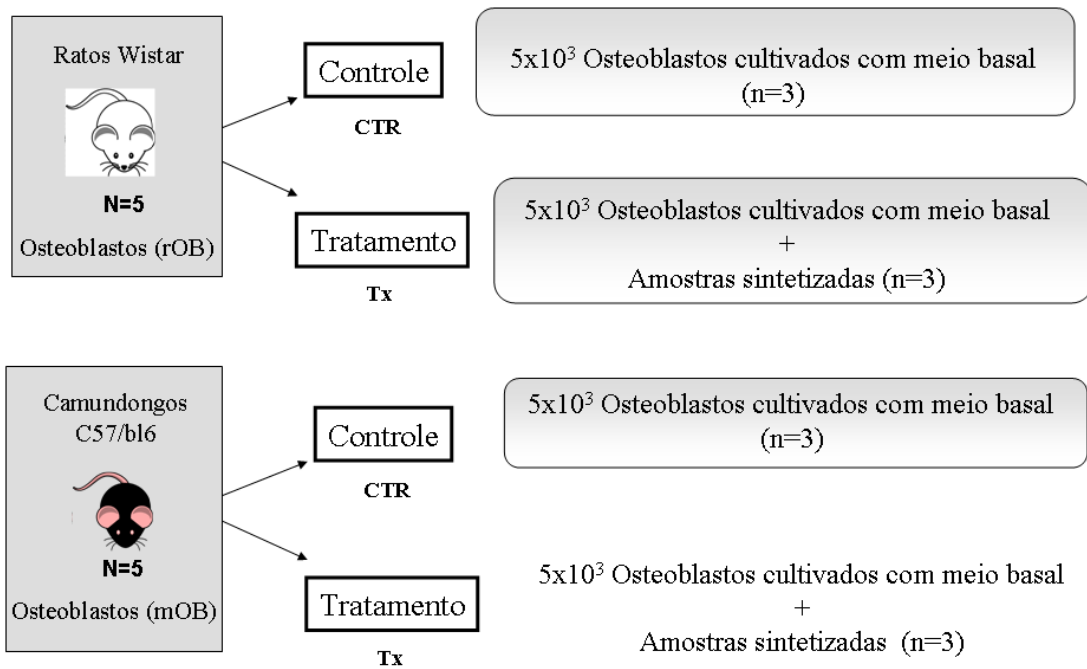 Ratos Wistar
N=5
Osteoblastos (rOB)
Controle
CTR
5x10³ Osteoblastos cultivados com meio basal
(n=3)
Tratamento
Tx
5x10³ Osteoblastos cultivados com meio basal
+
Amostras sintetizadas (n=3)
Camundongos
C57/bl6
N=5
Osteoblastos (mOB)
Controle
CTR
5x10³ Osteoblastos cultivados com meio basal
(n=3)
Tratamento
Tx
5x10³ Osteoblastos cultivados com meio basal
+
Amostras sintetizadas (n=3)